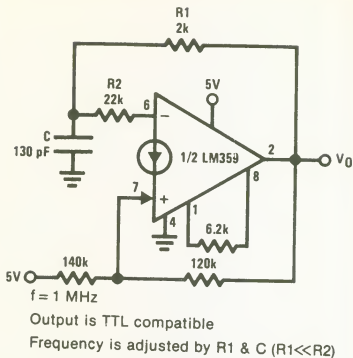 R1
2k
R2
22k
5V
6
C
130 pF
1/2 LM359
2
VO
8
7
4
1
6.2k
140k
120k
5V
f = 1 MHz
Output is TTL compatible
Frequency is adjusted by R1 & C (R1<<R2)